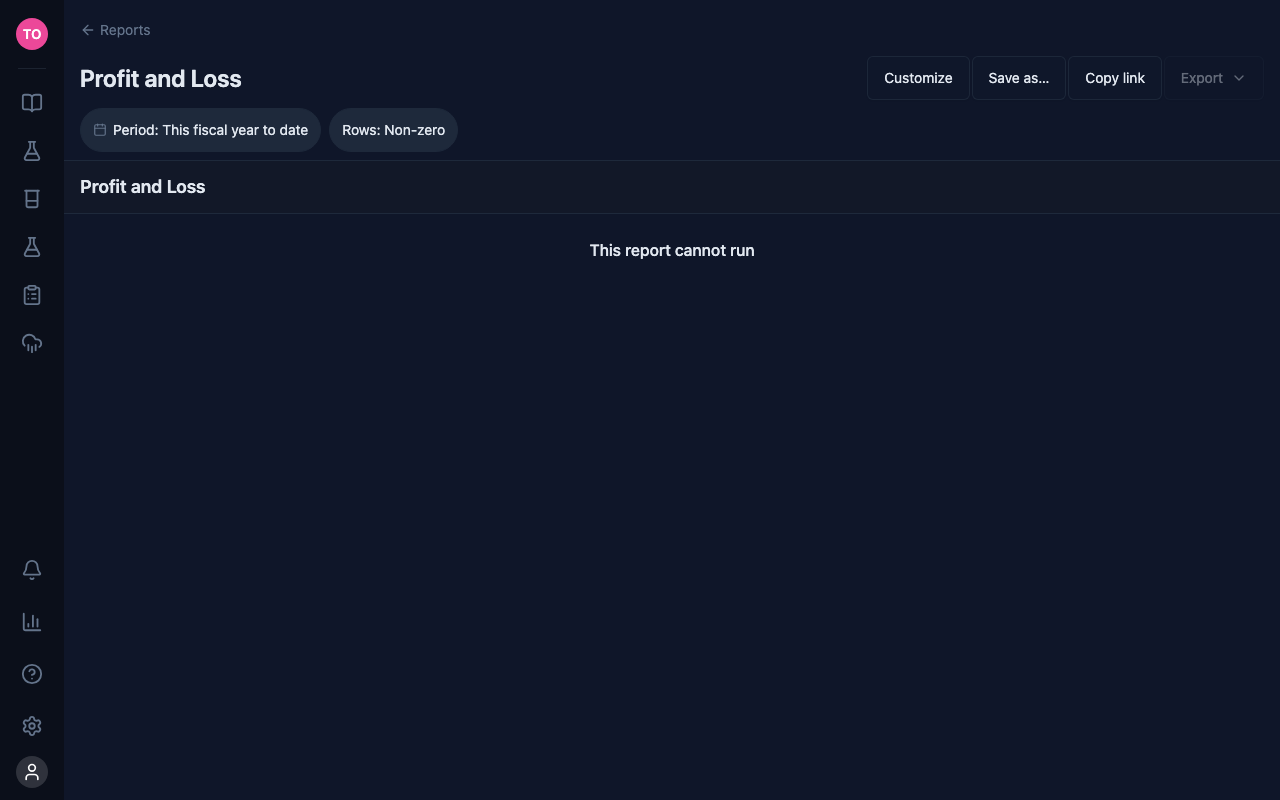 TO
Reports
Profit and Loss
Customize
Save as...
Copy link
Export
Period: This fiscal year to date
Rows: Non-zero
Profit and Loss
This report cannot run